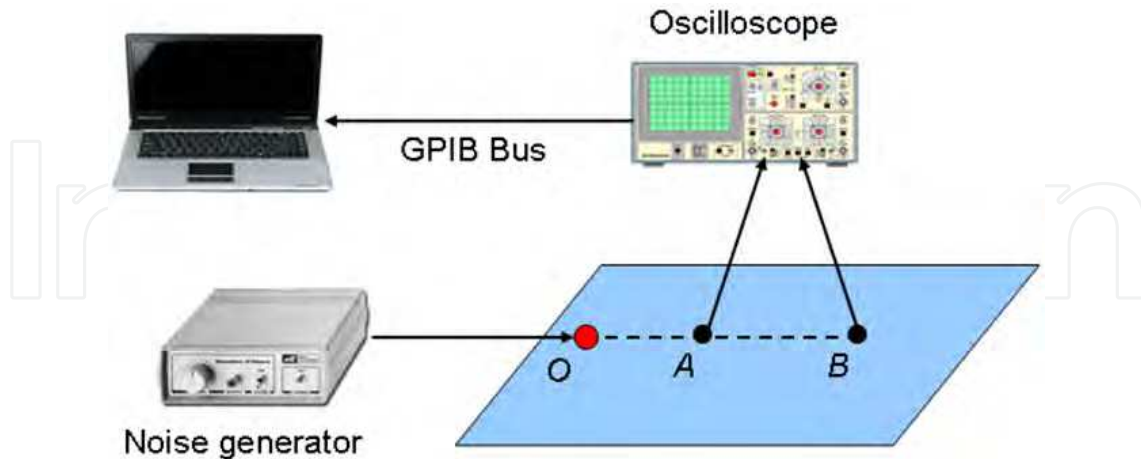 Oscilloscope
GPIB Bus
O
A
B
Noise generator